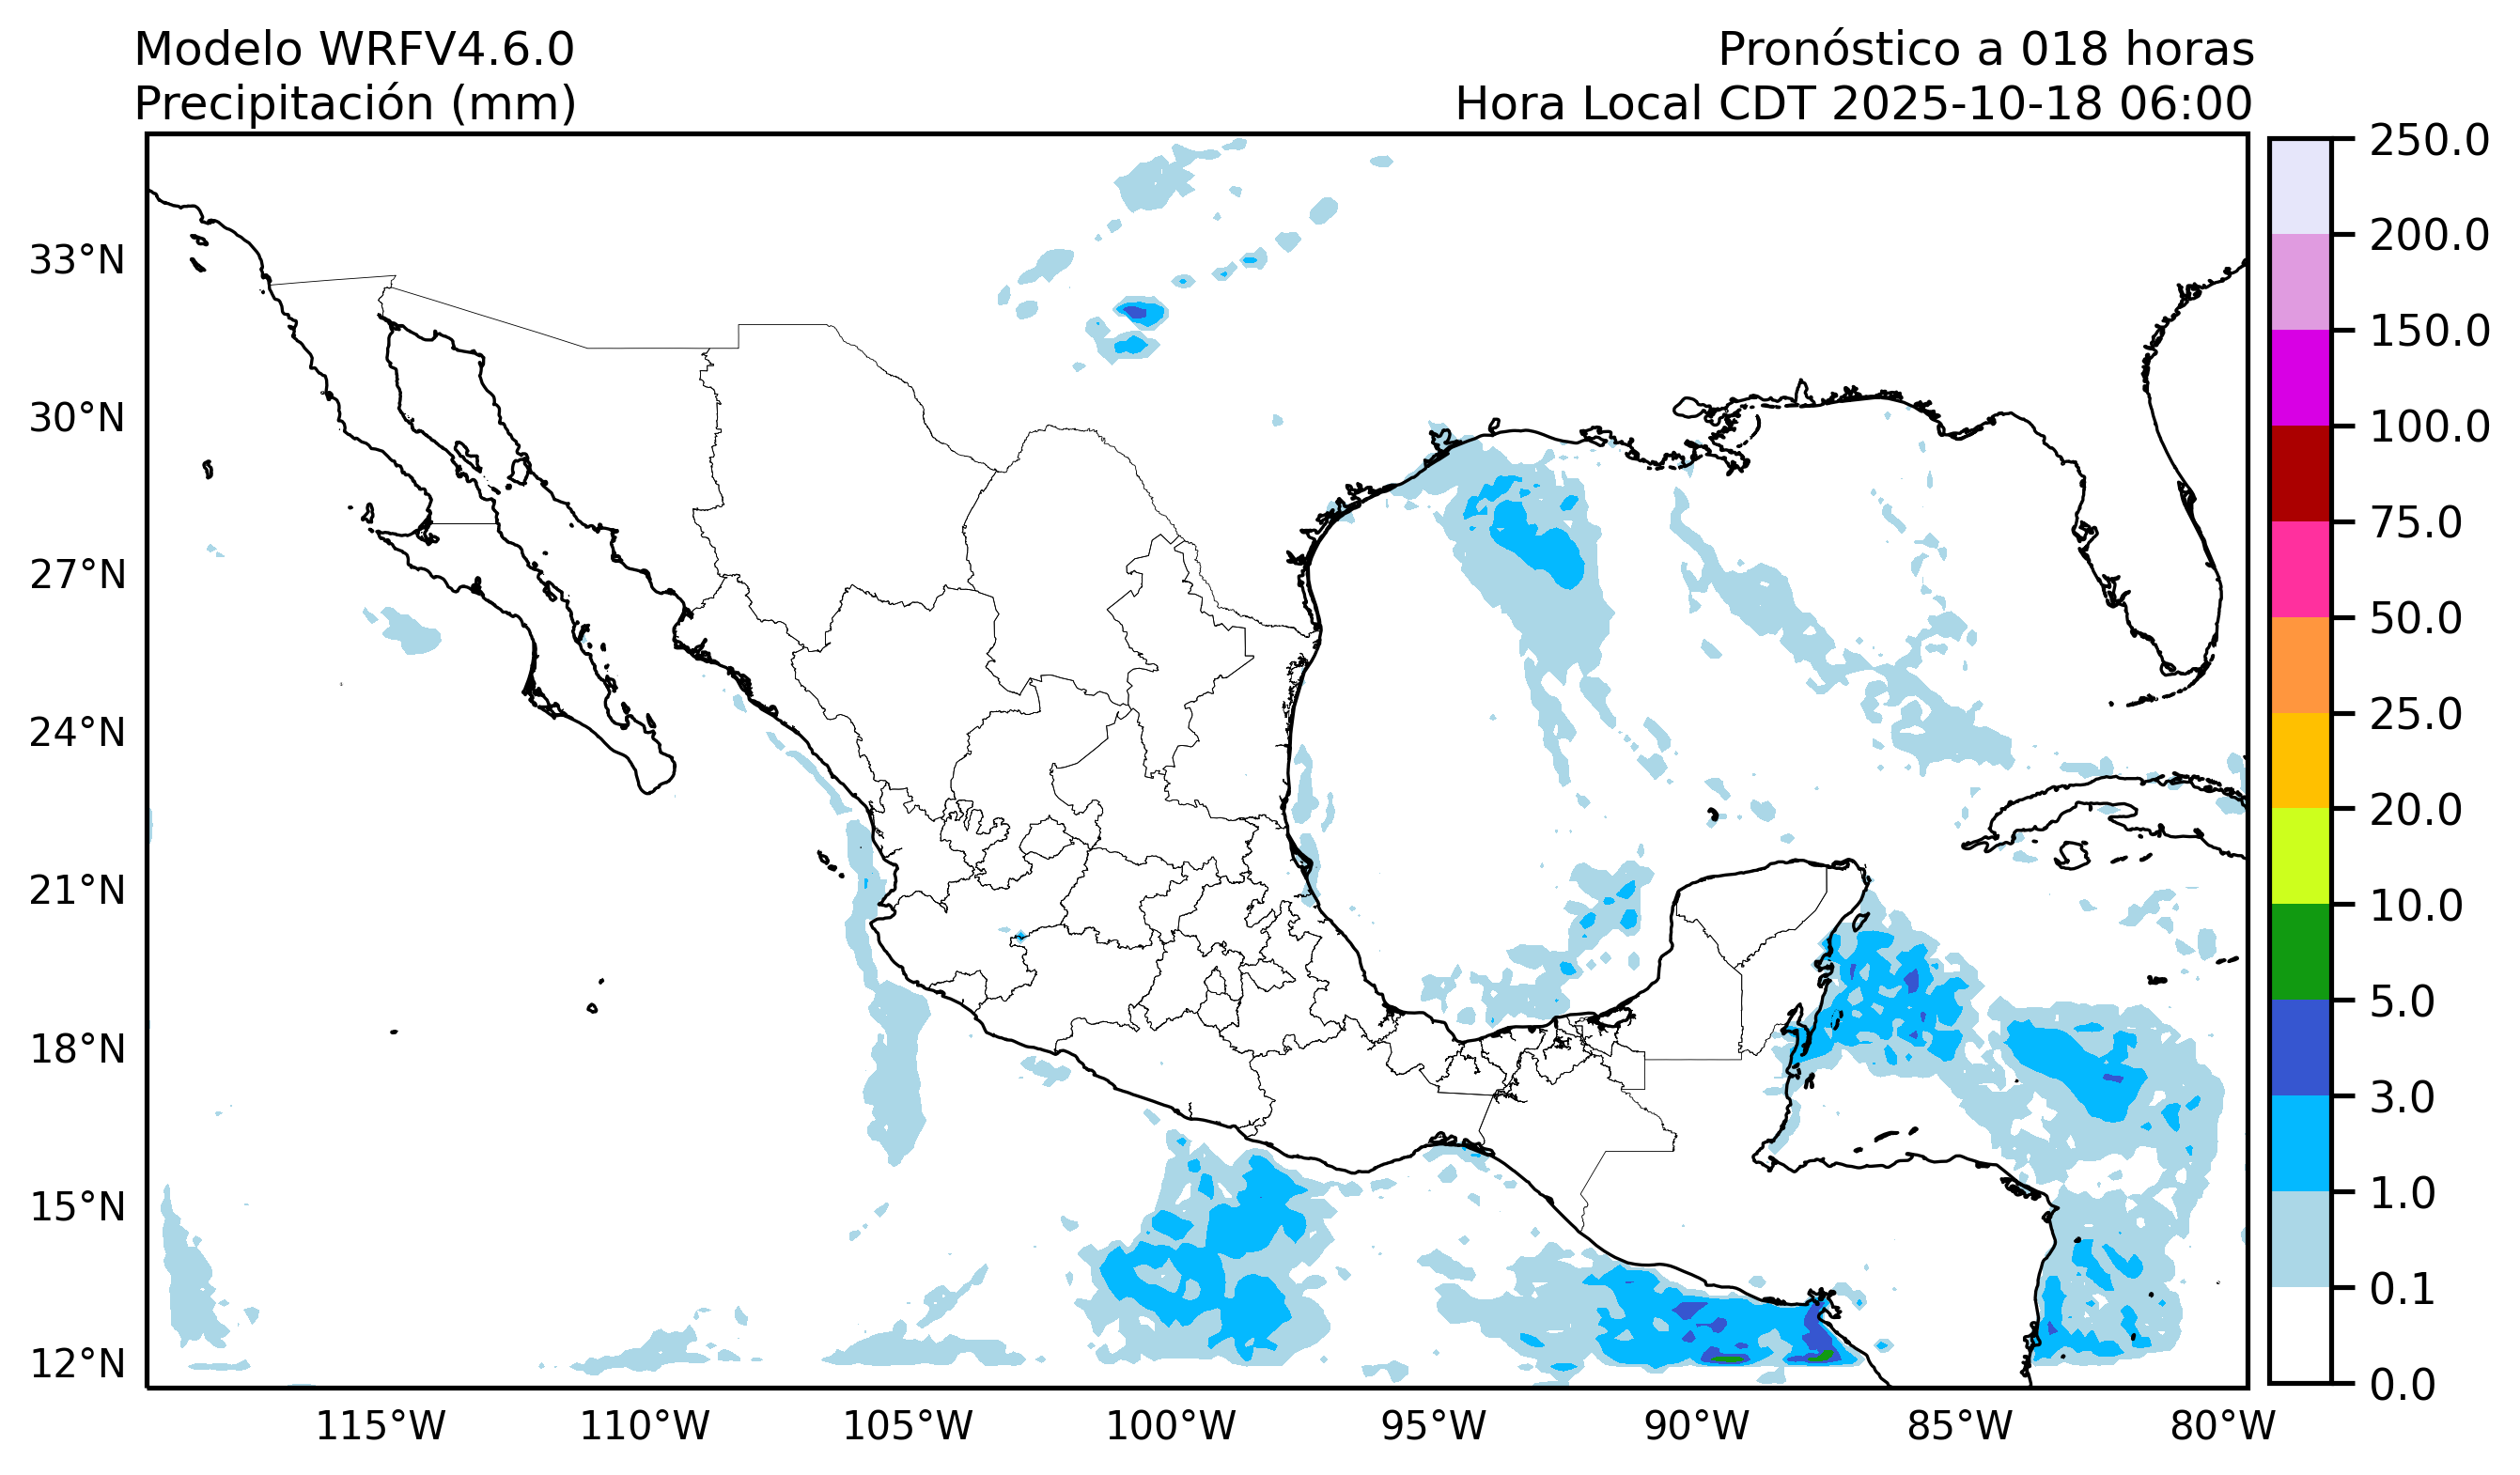 Modelo WRFV4.6.0
Precipitación (mm)
Pronóstico a 018 horas
Hora Local CDT 2025-10-18 06:00
33°N
30°N
27°N
24°N
21°N
18°N
15°N
12°N
115°W
110°W
105°W
100°W
95°W
90°W
85°W
80°W
250.0
200.0
150.0
100.0
75.0
50.0
25.0
20.0
10.0
5.0
3.0
1.0
0.1
0.0